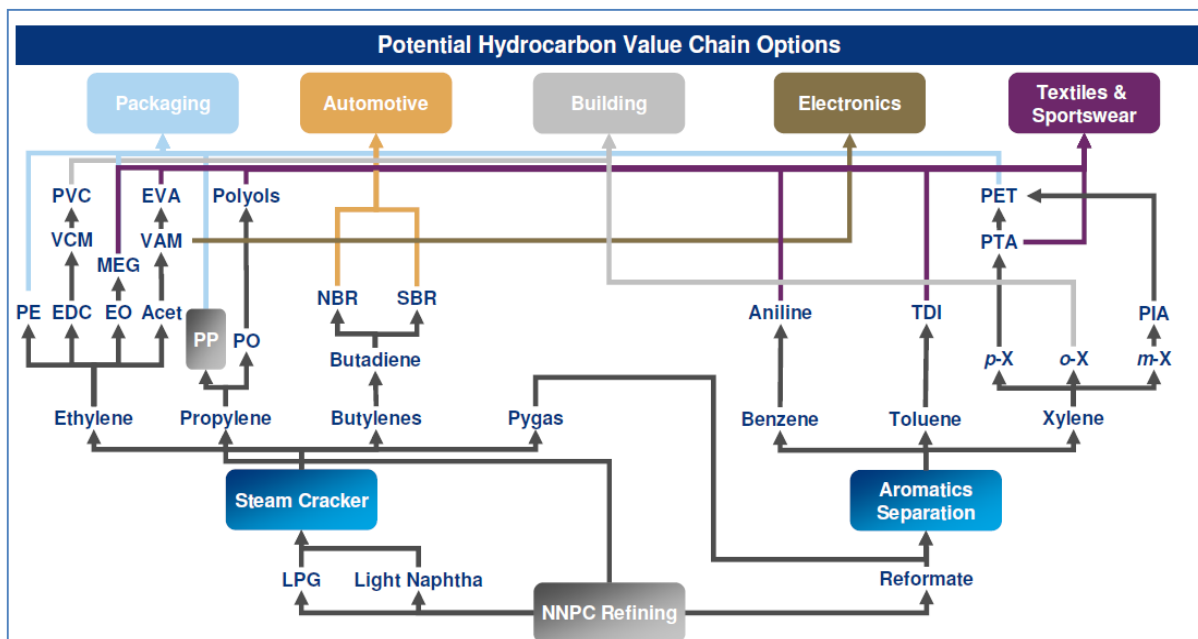 Potential Hydrocarbon Value Chain Options
Packaging
Automotive
Building
Electronics
Textiles &
Sportswear
PVC
EVA
Polyols
PET
VCM
VAM
PTA
MEG
PE
EDC
EO
Acet
PP
PO
NBR
SBR
Aniline
TDI
PIA
Butadiene
p-X
o-X
m-X
Ethylene
Propylene
Butylenes
Pygas
Benzene
Toluene
Xylene
Steam Cracker
Aromatics
Separation
LPG
Light Naphtha
Reformate
NNPC Refining